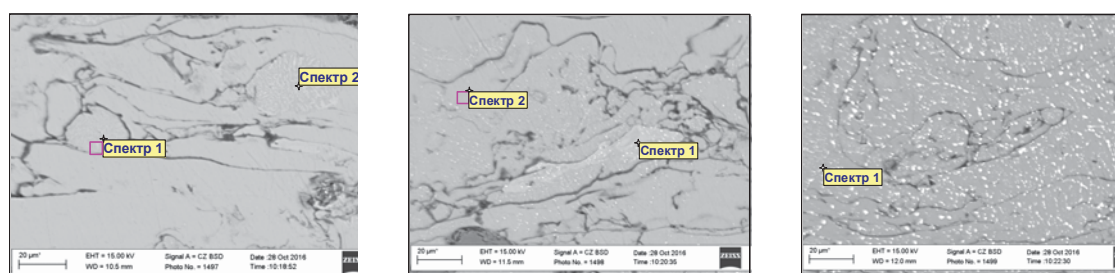 Спектр 2
Спектр 1
20 µm*
EHT = 15.00 kV
Signal A = CZ BSD
Date :28 Oct 2016
WD = 10.5 mm
Photo No. = 1497
Time :10:18:52
ZEISS
Спектр 2
Спектр 1
20 µm*
EHT = 15.00 kV
Signal A = CZ BSD
Date :28 Oct 2016
ZEISS
WD = 11.5 mm
Photo No. = 1498
Time :10:20:35
Спектр 1
20 µm*
EHT = 15.00 kV
Signal A = CZ BSD
Date :28 Oct 2016
WD = 12.0 mm
Photo No. = 1499
Time :10:22:30